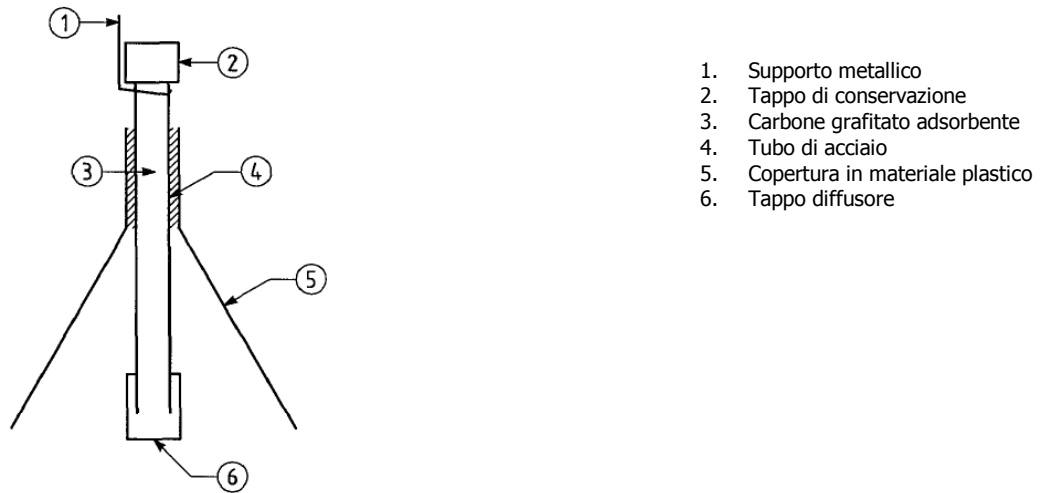 1
2
3
4
5
6
1. Supporto metallico
2. Tappo di conservazione
3. Carbone grafitato adsorbente
4. Tubo di acciaio
5. Copertura in materiale plastico
6. Tappo diffusore